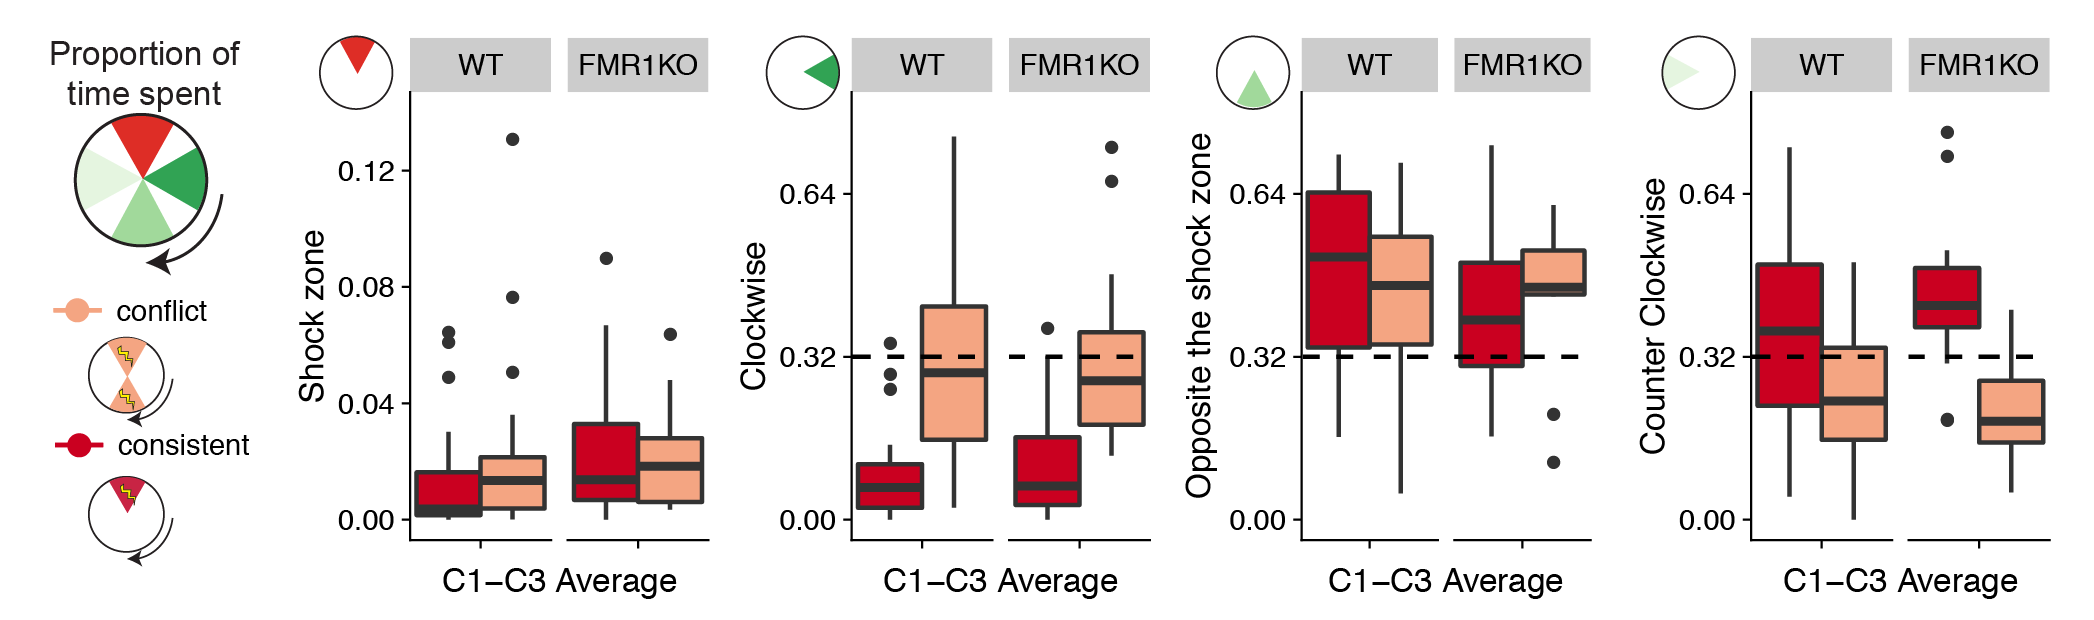 Proportion of
time spent
conflict
consistent
WT
FMR1KO
Shock zone
0.12
0.08
0.04
0.00
C1−C3 Average
WT
FMR1KO
Clockwise
0.64
0.32
0.00
C1−C3 Average
WT
FMR1KO
Opposite the shock zone
0.64
0.32
0.00
C1−C3 Average
WT
FMR1KO
Counter Clockwise
0.64
0.32
0.00
C1−C3 Average